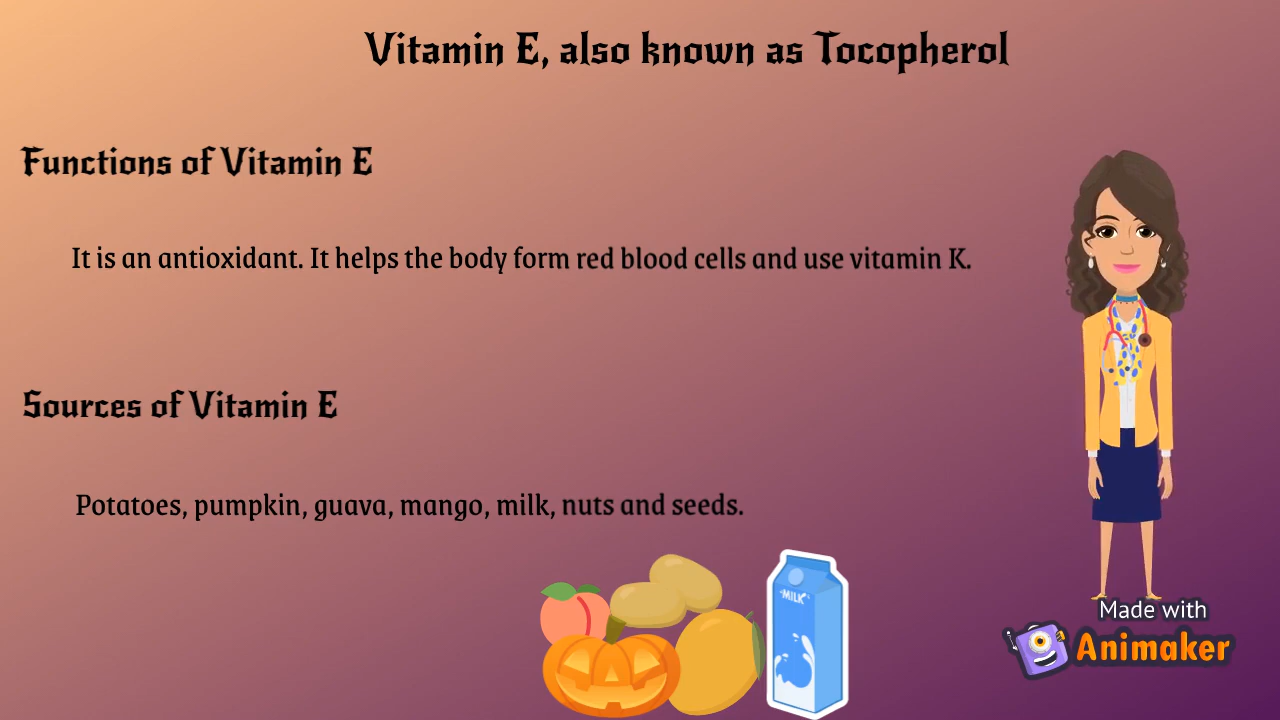 Vitamin E, also known as Tocopherol
Functions of Vitamin E
It is an antioxidant. It helps the body form red blood cells and use vitamin K.
Sources of Vitamin E
Potatoes, pumpkin, guava, mango, milk, nuts and seeds.
MILK
Made with
Animaker